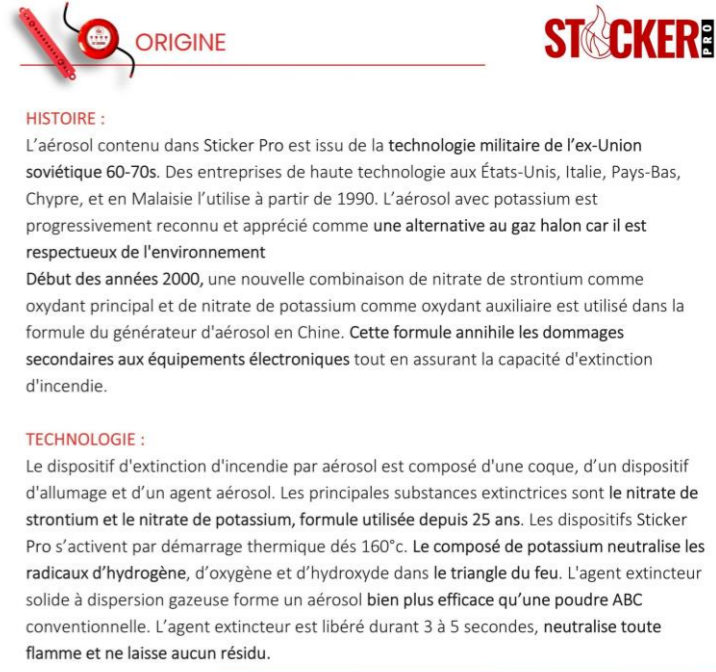 ORIGINE
STICKER PRO
HISTOIRE :
L’aérosol contenu dans Sticker Pro est issu de la technologie militaire de l’ex-Union
soviétique 60-70s. Des entreprises de haute technologie aux États-Unis, Italie, Pays-Bas,
Chypre, et en Malaisie l’utilise à partir de 1990. L’aérosol avec potassium est
progressivement reconnu et apprécié comme une alternative au gaz halon car il est
respectueux de l'environnement
Début des années 2000, une nouvelle combinaison de nitrate de strontium comme
oxydant principal et de nitrate de potassium comme oxydant auxiliaire est utilisé dans la
formule du générateur d'aérosol en Chine. Cette formule annihile les dommages
secondaires aux équipements électroniques tout en assurant la capacité d'extinction
d'incendie.
TECHNOLOGIE :
Le dispositif d'extinction d'incendie par aérosol est composé d'une coque, d’un dispositif
d'allumage et d’un agent aérosol. Les principales substances extinctrices sont le nitrate de
strontium et le nitrate de potassium, formule utilisée depuis 25 ans. Les dispositifs Sticker
Pro s’activent par démarrage thermique dés 160°c. Le composé de potassium neutralise les
radicaux d’hydrogène, d’oxygène et d’hydroxyde dans le triangle du feu. L'agent extincteur
solide à dispersion gazeuse forme un aérosol bien plus efficace qu’une poudre ABC
conventionnelle. L’agent extincteur est libéré durant 3 à 5 secondes, neutralise toute
flamme et ne laisse aucun résidu.